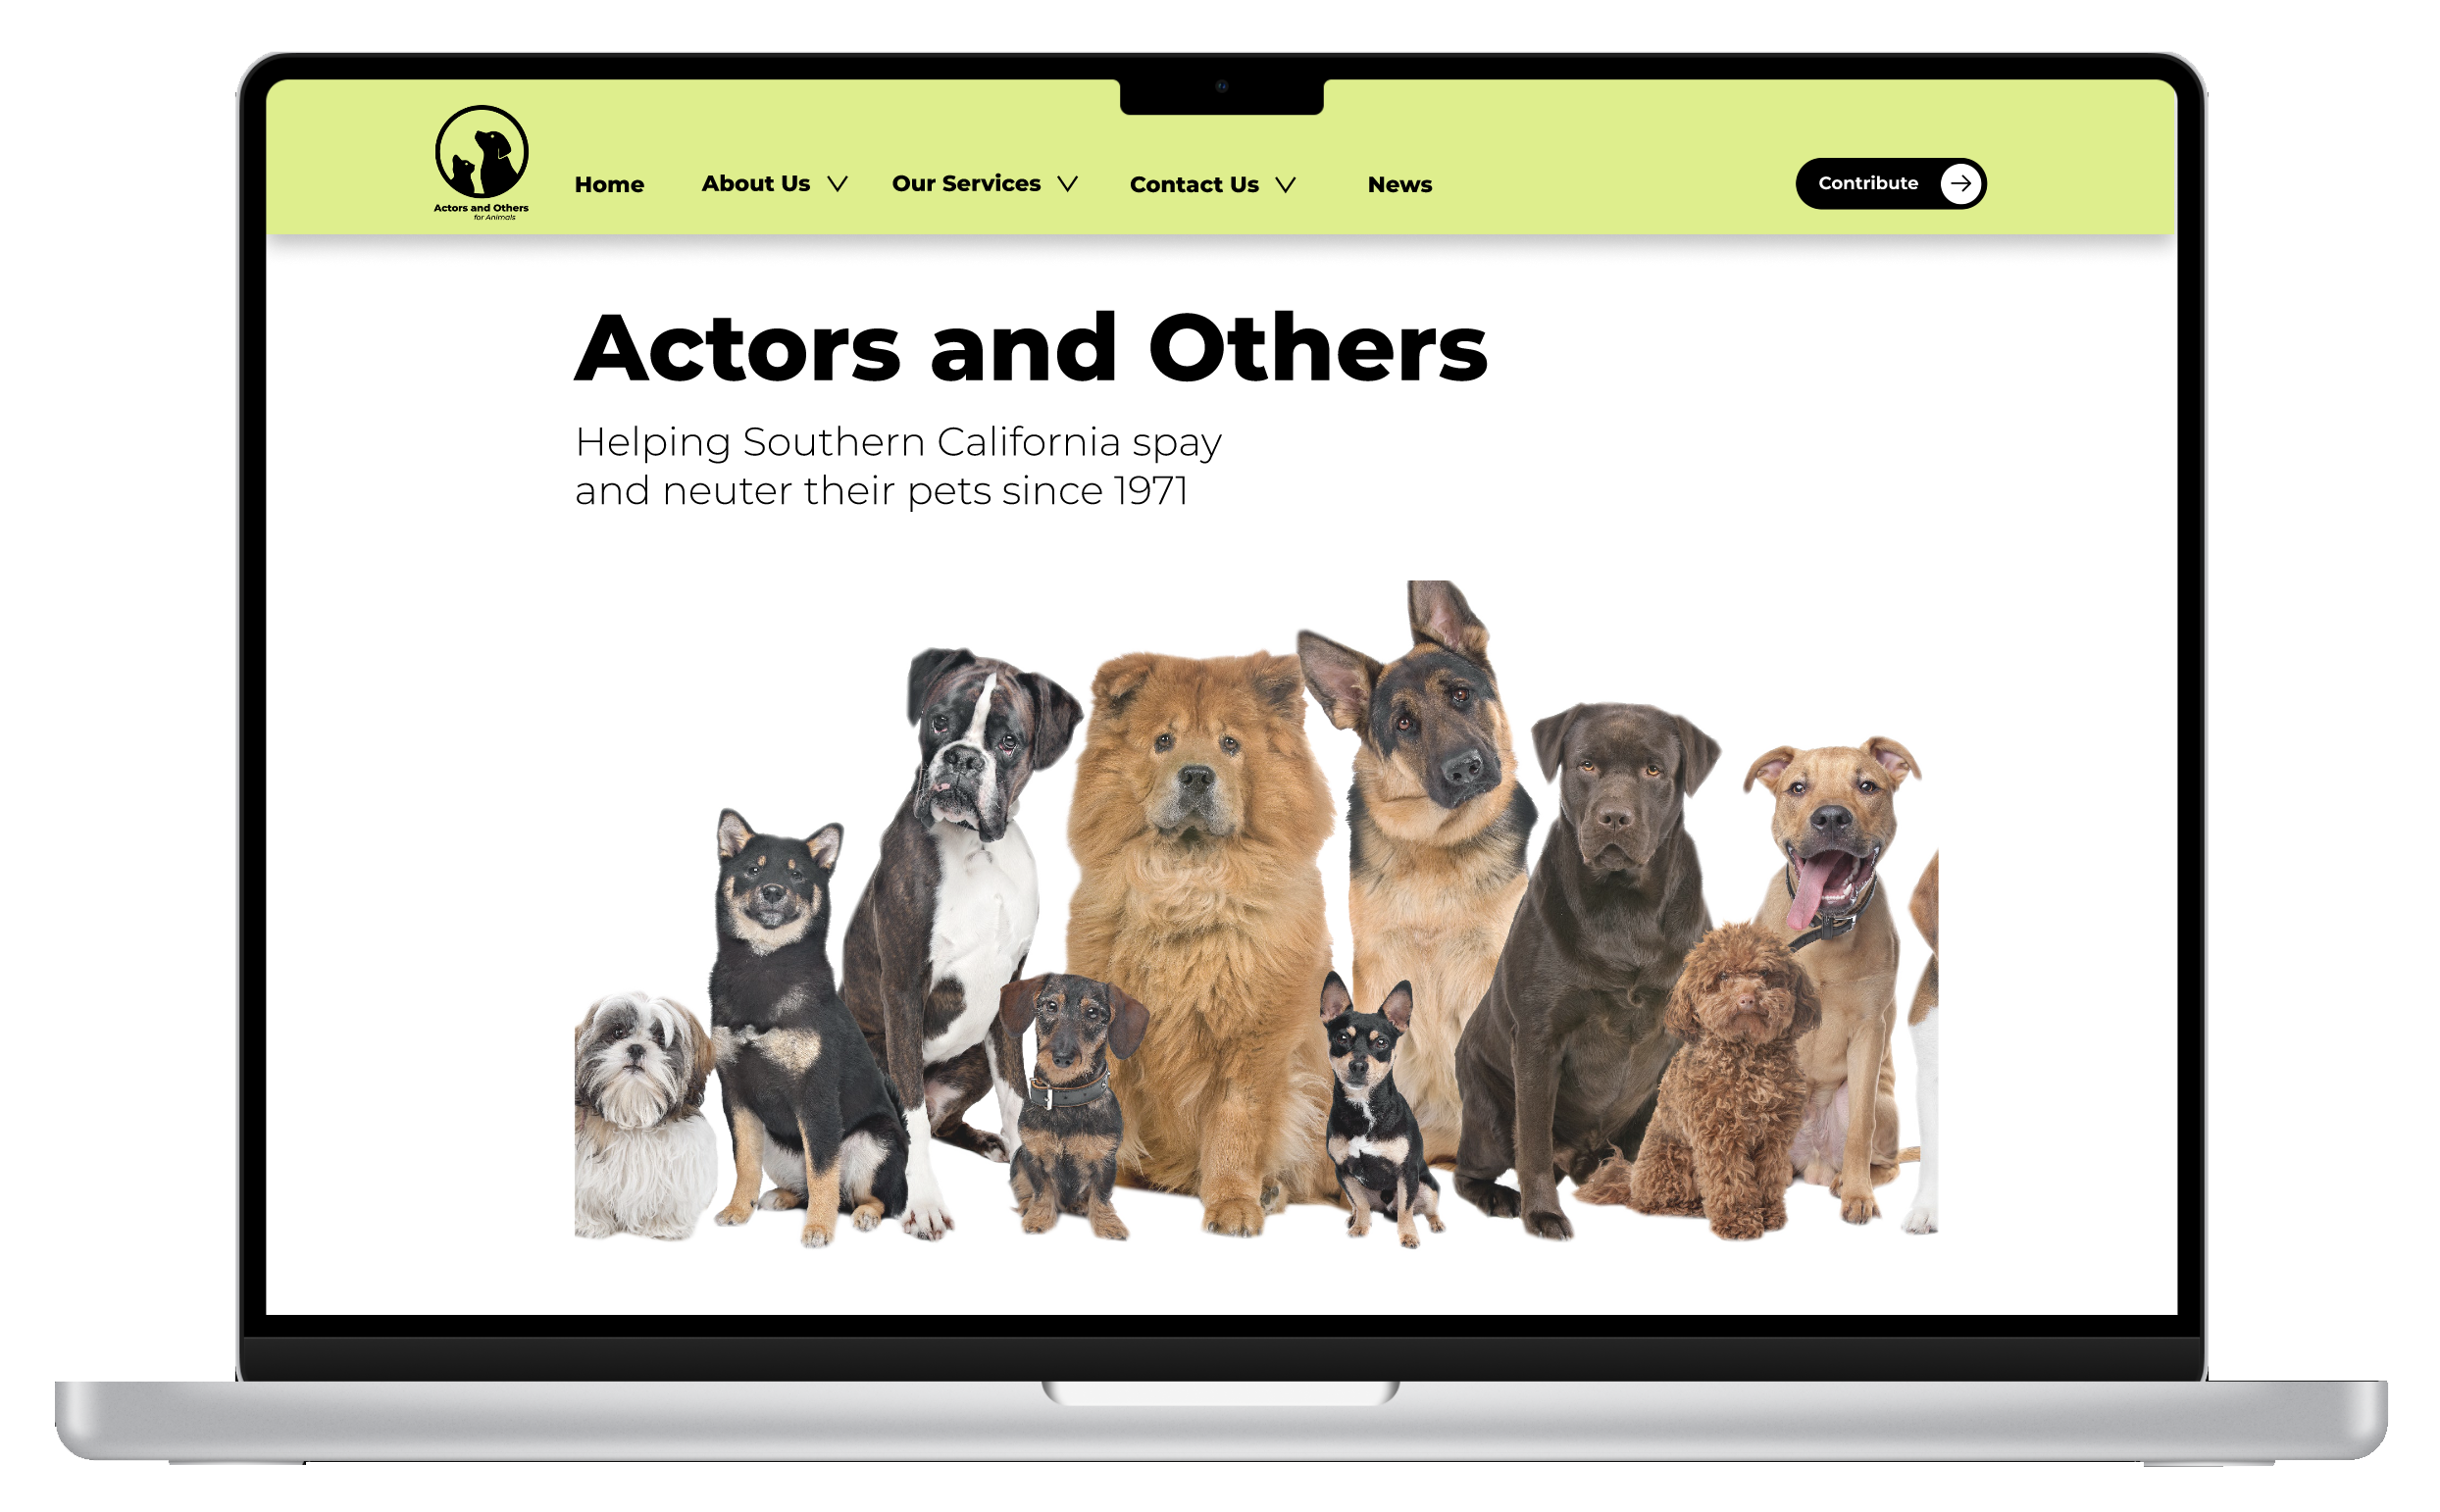 Actors and Others
for Animals
Home
About Us
Our Services
Contact Us
News
Contribute
Actors and Others
Helping Southern California spay
and neuter their pets since 1971